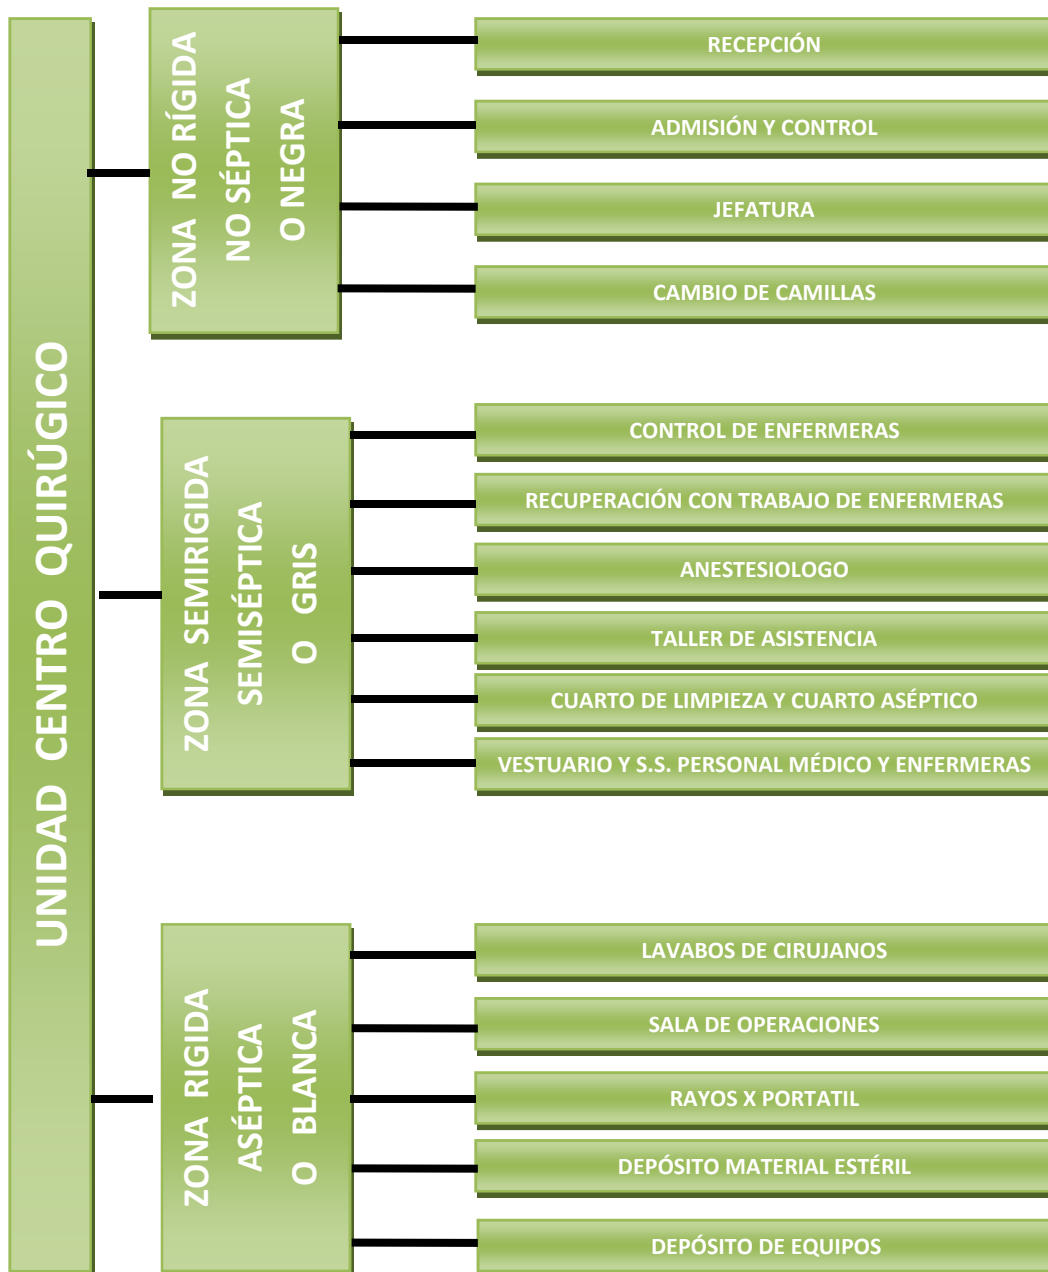 UNIDAD CENTRO QUIRÚGICO
ZONA NO RÍGIDA
NO SÉPTICA
O NEGRA
RECEPCIÓN
ADMISIÓN Y CONTROL
JEFATURA
CAMBIO DE CAMILLAS
ZONA SEMIRIGIDA
SEMISÉPTICA
O GRIS
CONTROL DE ENFERMERAS
RECUPERACIÓN CON TRABAJO DE ENFERMERAS
ANESTESIOLOGO
TALLER DE ASISTENCIA
CUARTO DE LIMPIEZA Y CUARTO ASÉPTICO
VESTUARIO Y S.S. PERSONAL MÉDICO Y ENFERMERAS
ZONA RIGIDA
ASÉPTICA
O BLANCA
LAVABOS DE CIRUJANOS
SALA DE OPERACIONES
RAYOS X PORTATIL
DEPÓSITO MATERIAL ESTÉRIL
DEPÓSITO DE EQUIPOS